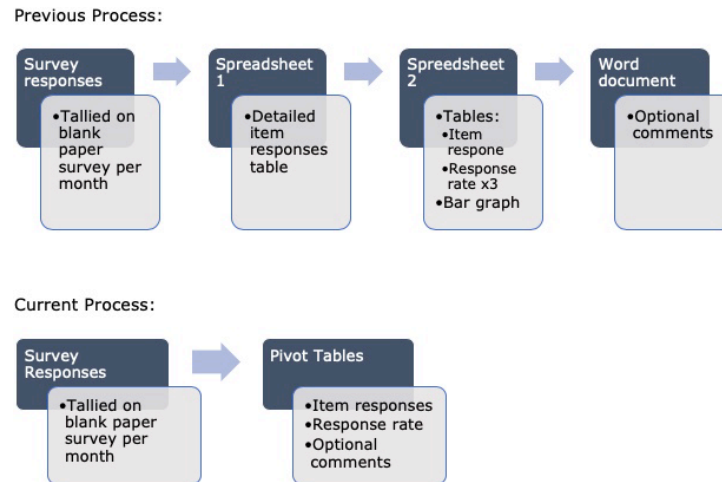 Previous Process:
Survey
responses
•Tallied on
blank
paper
survey per
month
Spreadsheet
1
•Detailed
item
responses
table
Spreedsheet
2
•Tables:
•Item
respone
•Response
rate x3
•Bar graph
Word
document
•Optional
comments
Current Process:
Survey
Responses
•Tallied on
blank paper
survey per
month
Pivot Tables
•Item responses
•Response rate
•Optional
comments